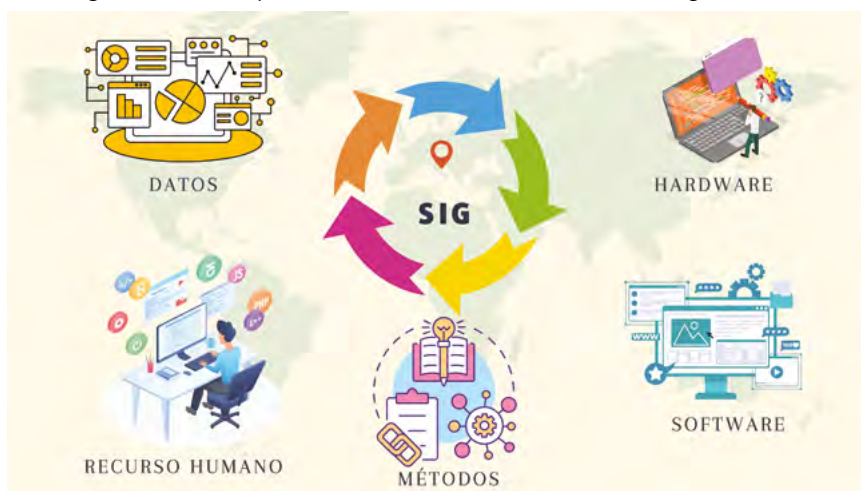 DATOS
HARDWARE
SIG
RECURSO HUMANO
MÉTODOS
SOFTWARE